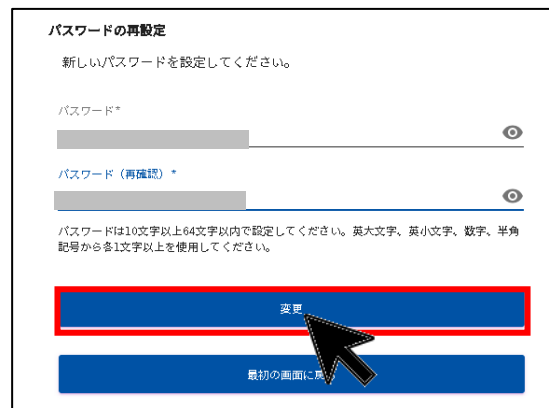 パスワードの再設定
新しいパスワードを設定してください。
パスワード*
パスワード（再確認）*
パスワードは10文字以上64文字以内で設定してください。英大文字、英小文字、数字、半角
記号から各1文字以上を使用してください。
変更
最初の画面に戻